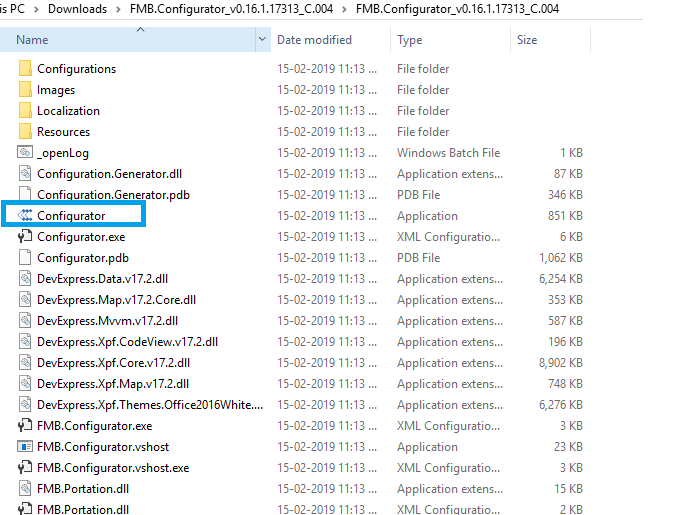 is PC > Downloads > FMB.Configurator_v0.16.1.17313_C.004 > FMB.Configurator_v0.16.1.17313_C.004
Name Date modified Type Size
Configurations 15-02-2019 11:13 ... File folder
Images 15-02-2019 11:13 ... File folder
Localization 15-02-2019 11:13 ... File folder
Resources 15-02-2019 11:13 ... File folder
_openLog 15-02-2019 11:13 ... Windows Batch File 1 KB
Configuration.Generator.dll 15-02-2019 11:13 ... Application extens... 87 KB
Configuration.Generator.pdb 15-02-2019 11:13 ... PDB File 346 KB
Configurator 15-02-2019 11:13 ... Application 851 KB
Configurator.exe 15-02-2019 11:13 ... XML Configuratio... 6 KB
Configurator.pdb 15-02-2019 11:13 ... PDB File 1,062 KB
DevExpress.Data.v17.2.dll 15-02-2019 11:13 ... Application extens... 6,254 KB
DevExpress.Map.v17.2.Core.dll 15-02-2019 11:13 ... Application extens... 353 KB
DevExpress.Mvvm.v17.2.dll 15-02-2019 11:13 ... Application extens... 587 KB
DevExpress.Xpf.CodeView.v17.2.dll 15-02-2019 11:13 ... Application extens... 196 KB
DevExpress.Xpf.Core.v17.2.dll 15-02-2019 11:13 ... Application extens... 8,902 KB
DevExpress.Xpf.Map.v17.2.dll 15-02-2019 11:13 ... Application extens... 748 KB
DevExpress.Xpf.Themes.Office2016White.... 15-02-2019 11:13 ... Application extens... 6,276 KB
FMB.Configurator.exe 15-02-2019 11:13 ... XML Configuratio... 3 KB
FMB.Configurator.vshost 15-02-2019 11:13 ... Application 23 KB
FMB.Configurator.vshost.exe 15-02-2019 11:13 ... XML Configuratio... 3 KB
FMB.Portation.dll 15-02-2019 11:13 ... Application extens... 15 KB
FMB.Portation.dll 15-02-2019 11:13 ... XML Configuratio... 2 KB